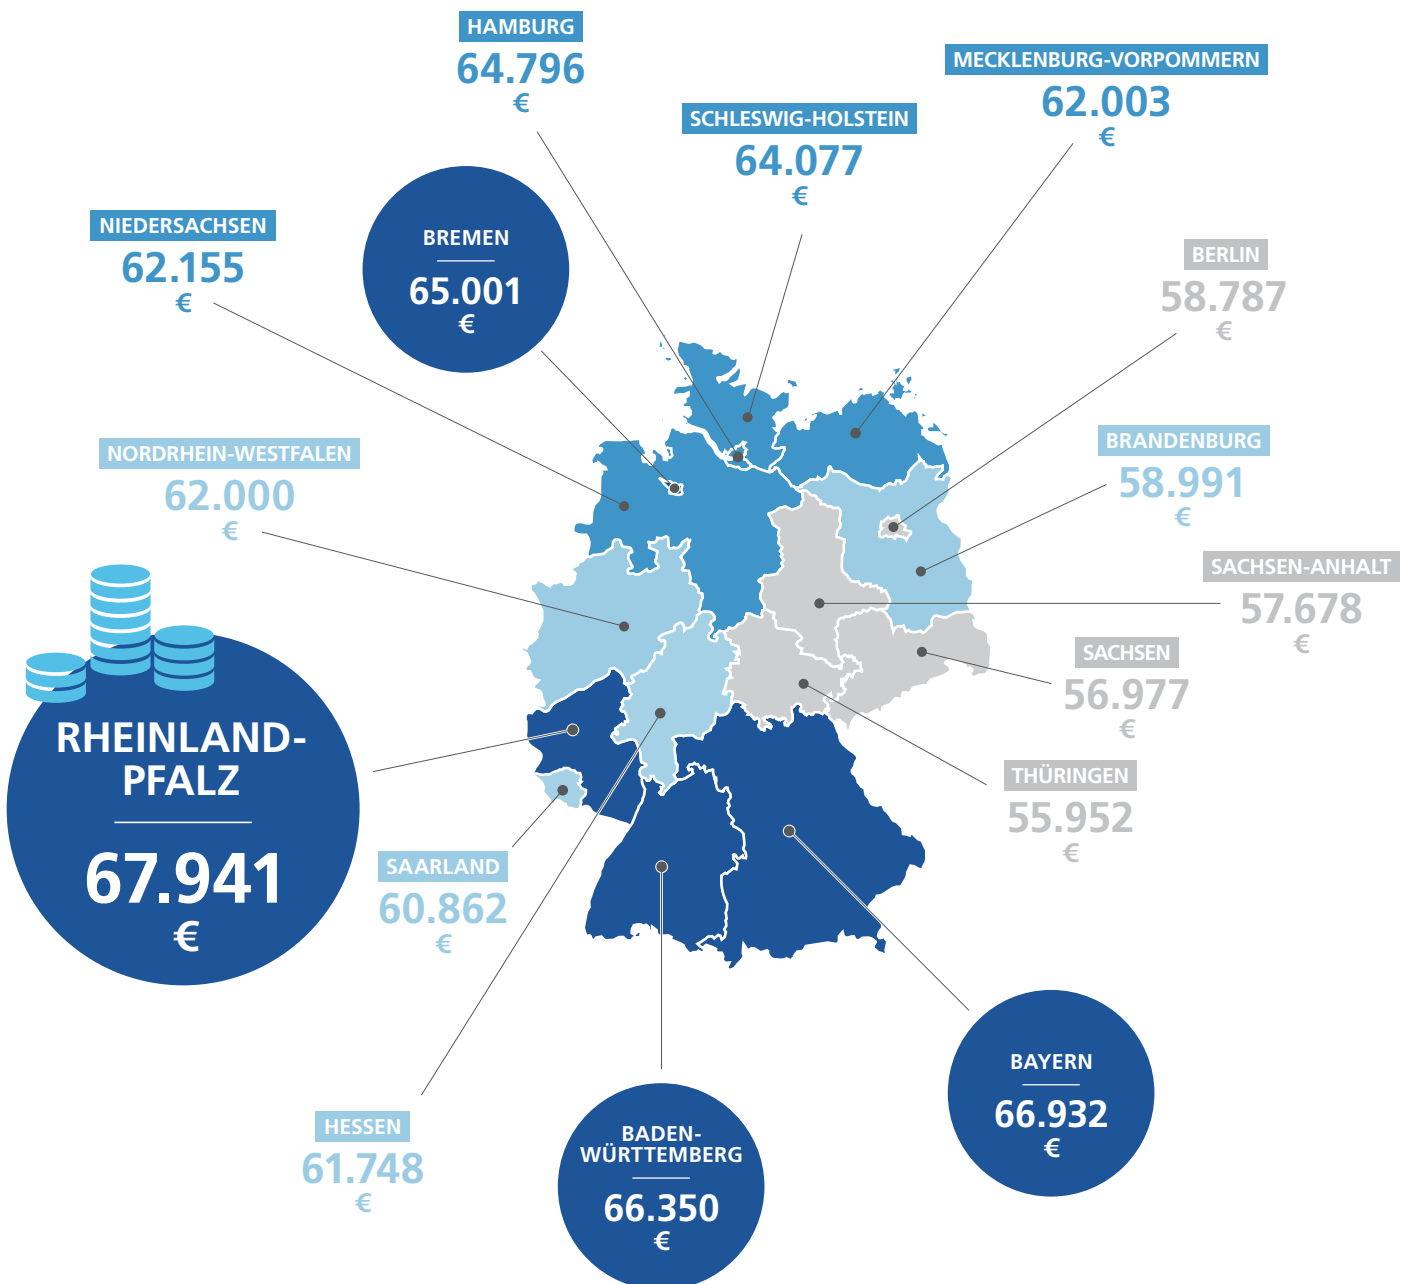 HAMBURG
64.796
€
MECKLENBURG-VORPOMMERN
62.003
€
SCHLESWIG-HOLSTEIN
64.077
€
NIEDERSACHSEN
62.155
€
BREMEN
65.001
€
BERLIN
58.787
€
NORDRHEIN-WESTFALEN
62.000
€
BRANDENBURG
58.991
€
SACHSEN-ANHALT
57.678
€
SACHSEN
56.977
€
RHEINLAND-
PFALZ
67.941
€
THÜRINGEN
55.952
€
SAARLAND
60.862
€
BAYERN
66.932
€
HESSEN
61.748
€
BADEN-
WÜRTTEMBERG
66.350
€